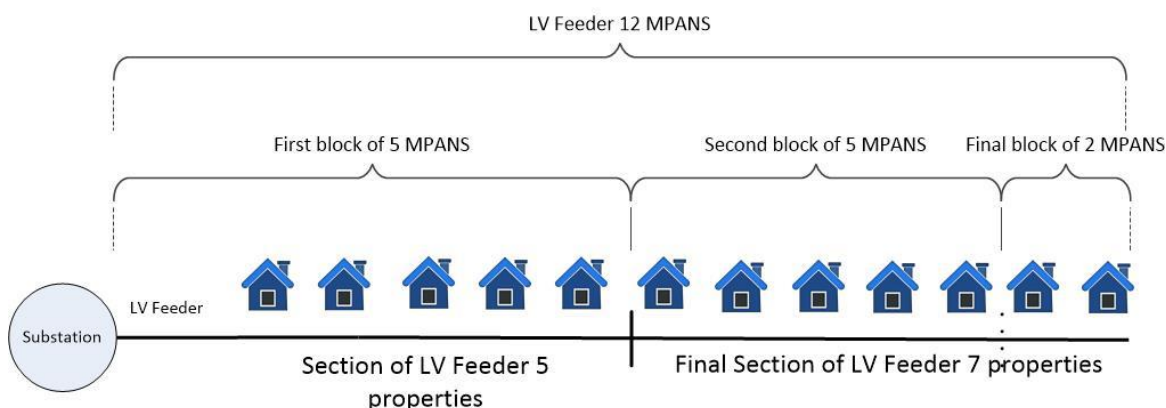 LV Feeder 12 MPANS
First block of 5 MPANS
Second block of 5 MPANS
Final block of 2 MPANS
LV Feeder
Substation
Section of LV Feeder 5
properties
Final Section of LV Feeder 7 properties